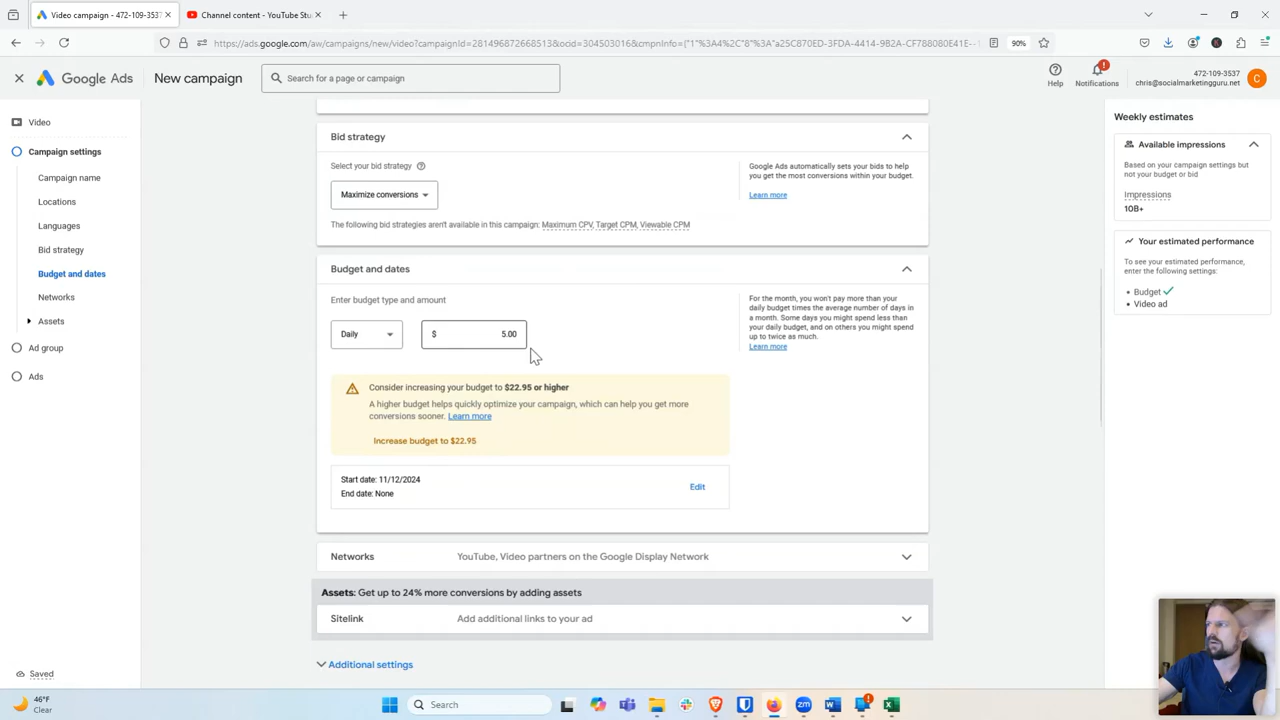 Video campaign - 472-109-3537
Channel content - YouTube Stu
https://ads.google.com/aw/campaigns/new/video?campaignId=281496502668513&ocid=304503016&cmpnInfo={"1"%3A4%2C"8"%3A"a25C870ED-3FDA-4414-9B2A-CF788080E41E-
90%
Google Ads
New campaign
Search for a page or campaign
Help
Notifications
472-109-3537
chris@socialmarketingguru.net
C
Video
Campaign settings
Campaign name
Locations
Languages
Bid strategy
Budget and dates
Networks
Assets
Ad group
Ads
Saved
Bid strategy
Select your bid strategy
Maximize conversions
The following bid strategies aren't available in this campaign: Maximum CPV, Target CPM, Viewable CPM
Google Ads automatically sets your bids to help
you get the most conversions within your budget.
Learn more
Budget and dates
Enter budget type and amount
Daily
$ 5.00
For the month, you won't pay more than your
daily budget times the average number of days in
a month. Some days you might spend less than
your daily budget, and on others you might spend
up to twice as much.
Learn more
Consider increasing your budget to $22.95 or higher
A higher budget helps quickly optimize your campaign, which can help you get more
conversions sooner. Learn more
Increase budget to $22.95
Start date: 11/12/2024
End date: None
Edit
Networks
YouTube, Video partners on the Google Display Network
Assets: Get up to 24% more conversions by adding assets
Sitelink
Add additional links to your ad
Additional settings
Weekly estimates
Available impressions
Based on your campaign settings but
not your budget or bid
Impressions
10B+
Your estimated performance
To see your estimated performance,
enter the following settings:
• Budget
• Video ad
46°F
Clear
Search